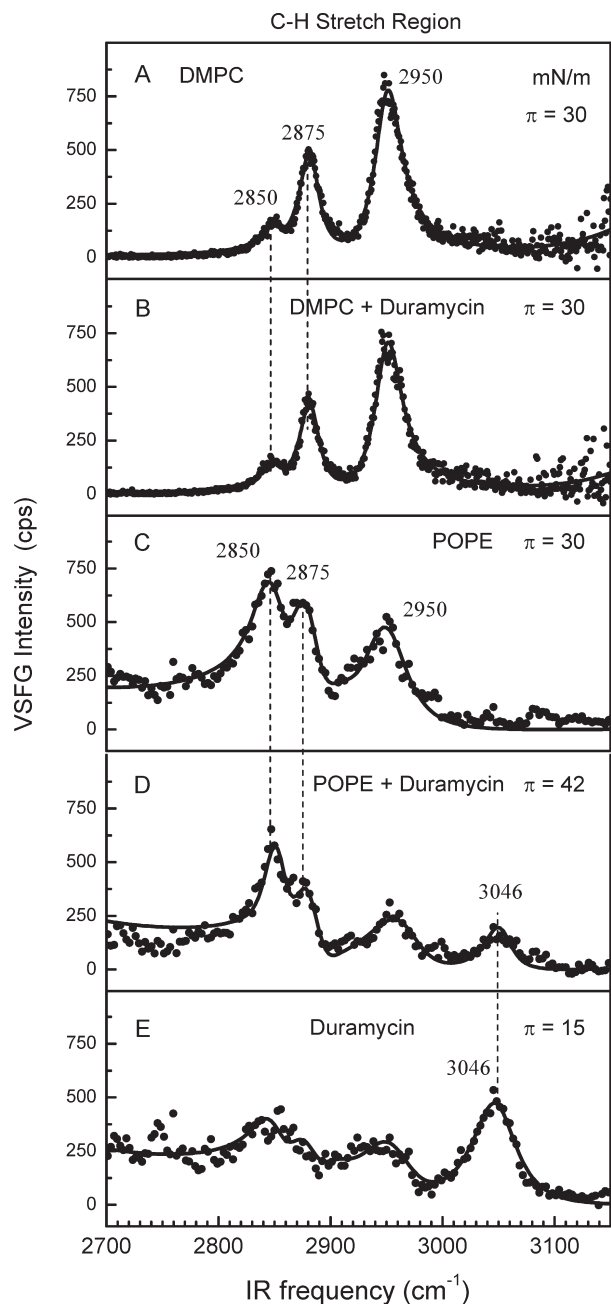 C-H Stretch Region
A DMPC 2950 mN/m
π = 30
2875
2850
750
500
250
0
B DMPC + Duramycin π = 30
750
500
250
0
C POPE π = 30
2850
2875
2950
750
500
250
0
D POPE + Duramycin π = 42
750
500
250
0
3046
E Duramycin π = 15
750
500
250
0
3046
2700 2800 2900 3000 3100
IR frequency (cm⁻¹)
VSFG Intensity (cps)